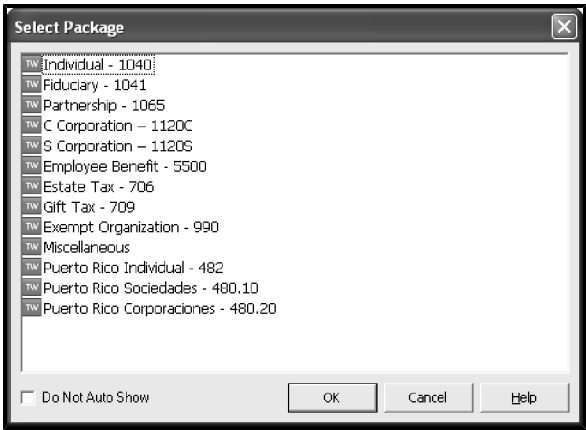 Select Package
TW Individual - 1040
TW Fiduciary - 1041
TW Partnership - 1065
TW C Corporation – 1120C
TW S Corporation – 1120S
TW Employee Benefit - 5500
TW Estate Tax - 706
TW Gift Tax - 709
TW Exempt Organization - 990
TW Miscellaneous
TW Puerto Rico Individual - 482
TW Puerto Rico Sociedades - 480.10
TW Puerto Rico Corporaciones - 480.20
Do Not Auto Show OK Cancel Help